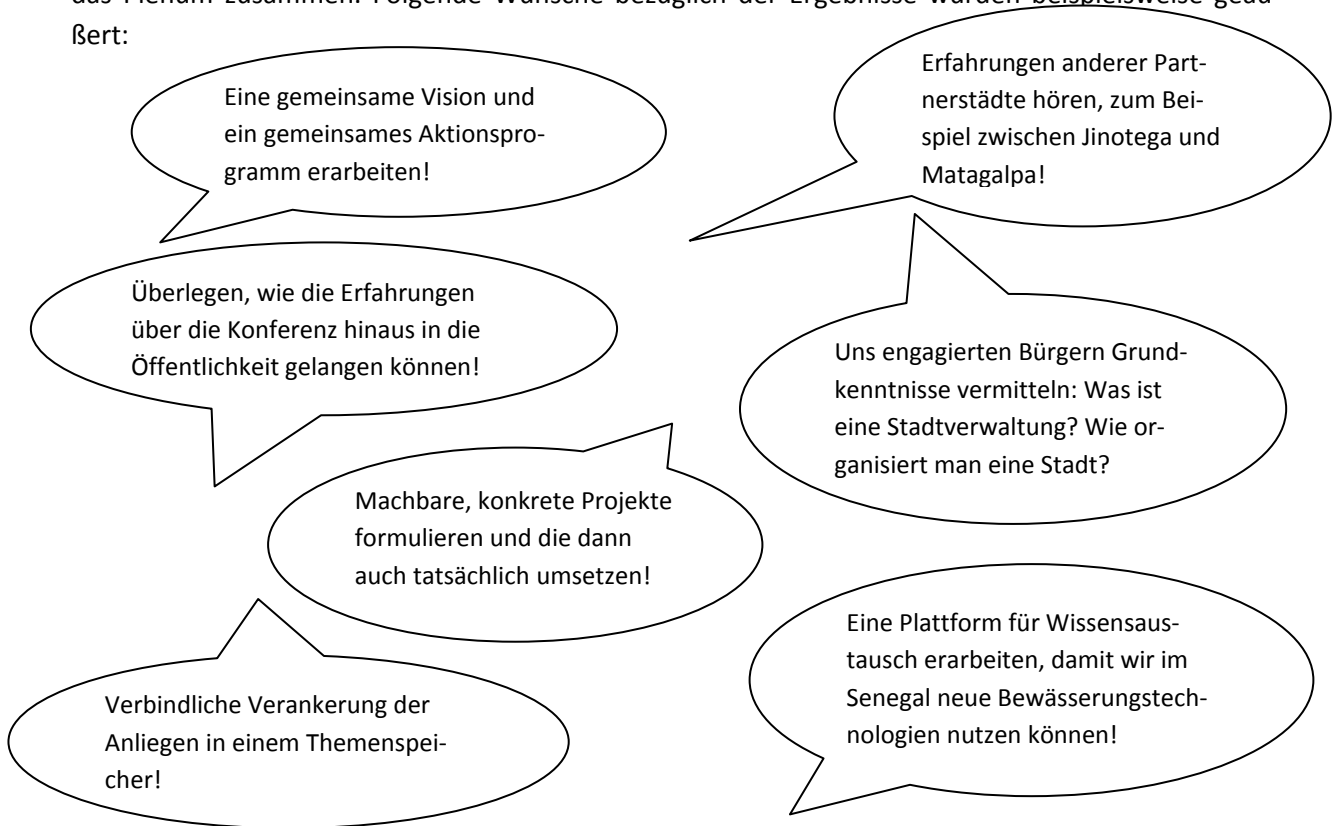 das Plenum zusammen. Folgende Wünsche bezüglich der Ergebnisse wurden beispielsweise geäu-
ßert:
Eine gemeinsame Vision und
ein gemeinsames Aktionspro-
gramm erarbeiten!
Erfahrungen anderer Part-
nerstädte hören, zum Bei-
spiel zwischen Jinotega und
Matagalpa!
Überlegen, wie die Erfahrungen
über die Konferenz hinaus in die
Öffentlichkeit gelangen können!
Uns engagierten Bürgern Grund-
kenntnisse vermitteln: Was ist
eine Stadtverwaltung? Wie or-
ganisiert man eine Stadt?
Machbare, konkrete Projekte
formulieren und die dann
auch tatsächlich umsetzen!
Eine Plattform für Wissensaus-
tausch erarbeiten, damit wir im
Senegal neue Bewässerungstech-
nologien nutzen können!
Verbindliche Verankerung der
Anliegen in einem Themenspei-
cher!